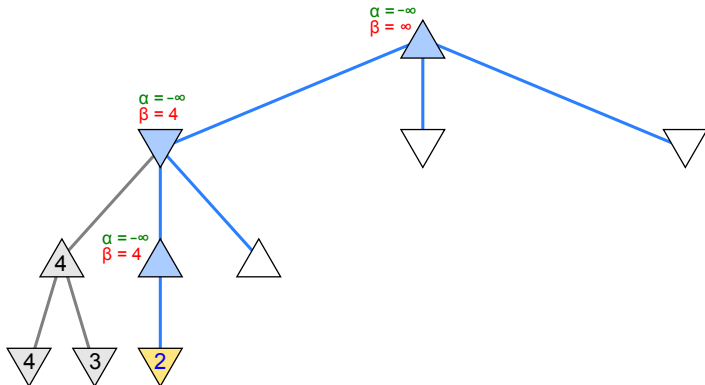 α = −∞
β = ∞
α = −∞
β = 4
4
α = −∞
β = 4
4
3
2